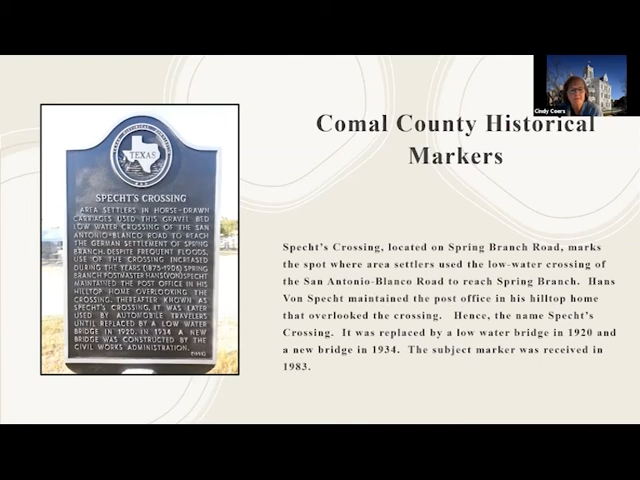 Cindy Coers
Comal County Historical
Markers
TEXAS
SPECHT'S CROSSING
AREA SETTLERS IN HORSE-DRAWN
CARRIAGES USED THIS GRAVEL BED
LOW WATER CROSSING OF THE SAN
ANTONIO-BLANCO ROAD TO REACH
THE GERMAN SETTLEMENT OF SPRING
BRANCH. DESPITE FREQUENT FLOODS,
USE OF THE CROSSING INCREASED
DURING THE YEARS (1875-1906) SPRING
BRANCH POSTMASTER HANS (VON) SPECHT
MAINTAINED THE POST OFFICE IN HIS
HILLTOP HOME OVERLOOKING THE
CROSSING. THEREAFTER KNOWN AS
SPECHT'S CROSSING, IT WAS LATER
USED BY AUTOMOBILE TRAVELERS
UNTIL REPLACED BY A LOW WATER
BRIDGE IN 1920. IN 1934 A NEW
BRIDGE WAS CONSTRUCTED BY THE
CIVIL WORKS ADMINISTRATION.
Specht's Crossing, located on Spring Branch Road, marks
the spot where area settlers used the low-water crossing of
the San Antonio-Blanco Road to reach Spring Branch. Hans
Von Specht maintained the post office in his hilltop home
that overlooked the crossing. Hence, the name Specht's
Crossing. It was replaced by a low water bridge in 1920 and
a new bridge in 1934. The subject marker was received in
1983.